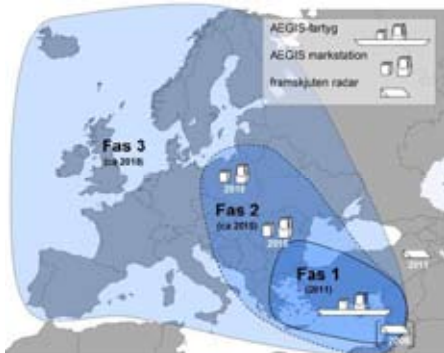 AEGIS-fartyg
AEGIS markstation
framskjuten radar
Fas 3
(ca 2018)
2018
Fas 2
(ca 2015)
2015
2011
Fas 1
(2011)